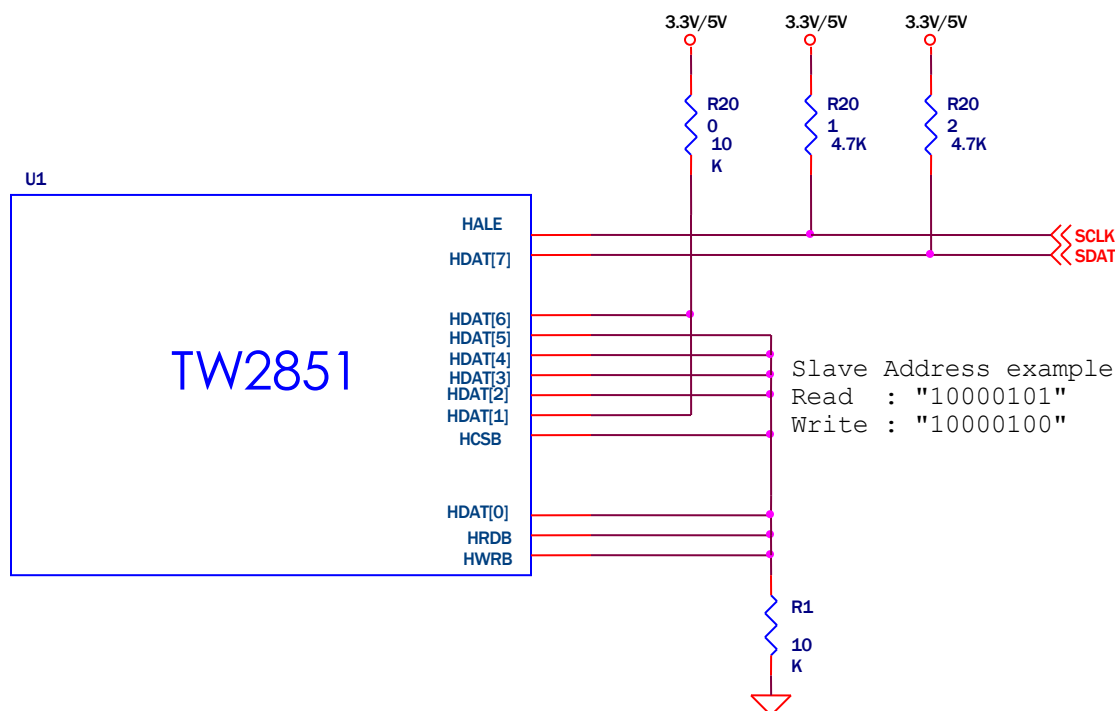 3.3V/5V
3.3V/5V
3.3V/5V
R20
0
10
K
R20
1
4.7K
R20
2
4.7K
U1
HALE
HDAT[7]
SCLK
SDAT
HDAT[6]
HDAT[5]
HDAT[4]
HDAT[3]
HDAT[2]
HDAT[1]
HCSB
TW2851
Slave Address example
Read : "10000101"
Write : "10000100"
HDAT[0]
HRDB
HWRB
R1
10
K